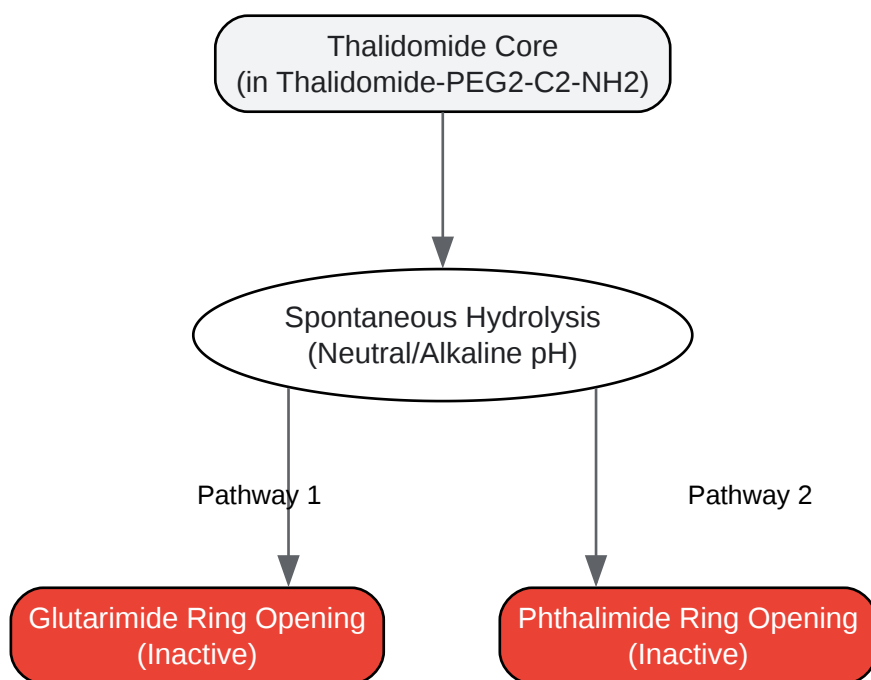 Thalidomide Core
(in Thalidomide-PEG2-C2-NH2)
Spontaneous Hydrolysis
(Neutral/Alkaline pH)
Pathway 1
Pathway 2
Glutarimide Ring Opening
(Inactive)
Phthalimide Ring Opening
(Inactive)